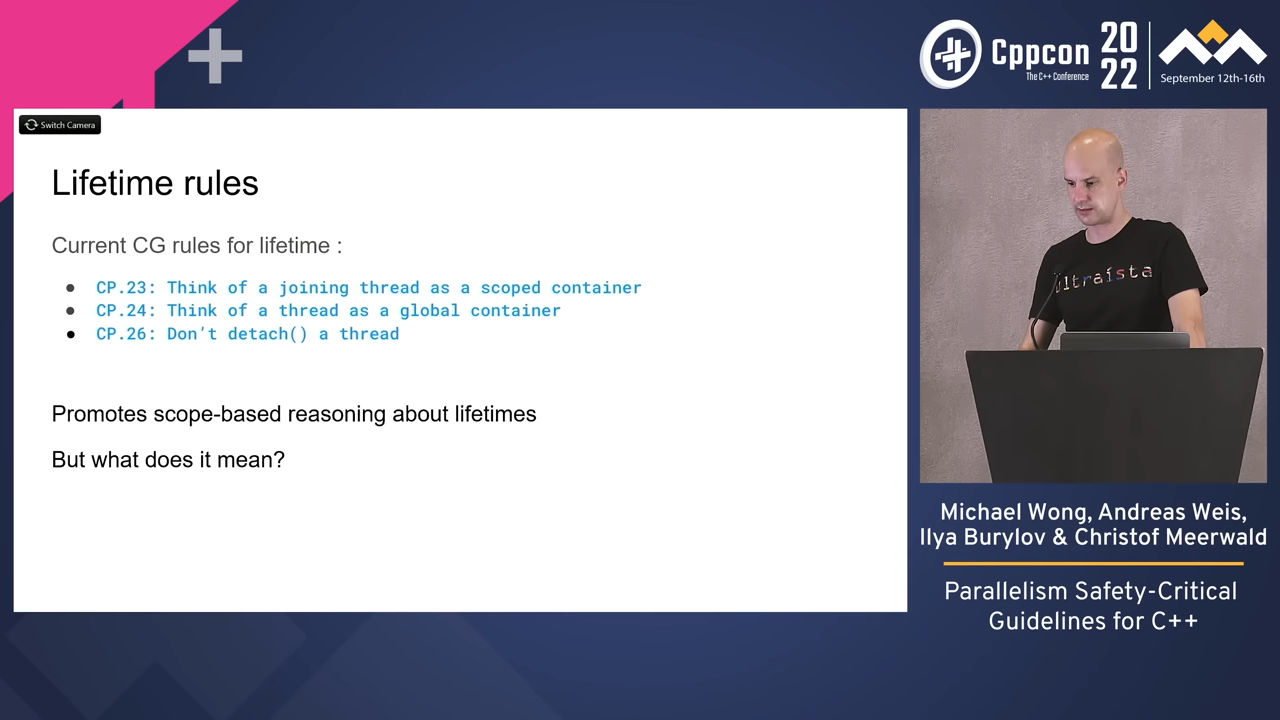 Cppcon
The C++ Conference
20
22
September 12th-16th
Switch Camera
Lifetime rules
Current CG rules for lifetime :
● CP.23: Think of a joining thread as a scoped container
● CP.24: Think of a thread as a global container
● CP.26: Don’t detach() a thread
Promotes scope-based reasoning about lifetimes
But what does it mean?
ultraísta
Michael Wong, Andreas Weis,
Ilya Burylov & Christof Meerwald
Parallelism Safety-Critical
Guidelines for C++